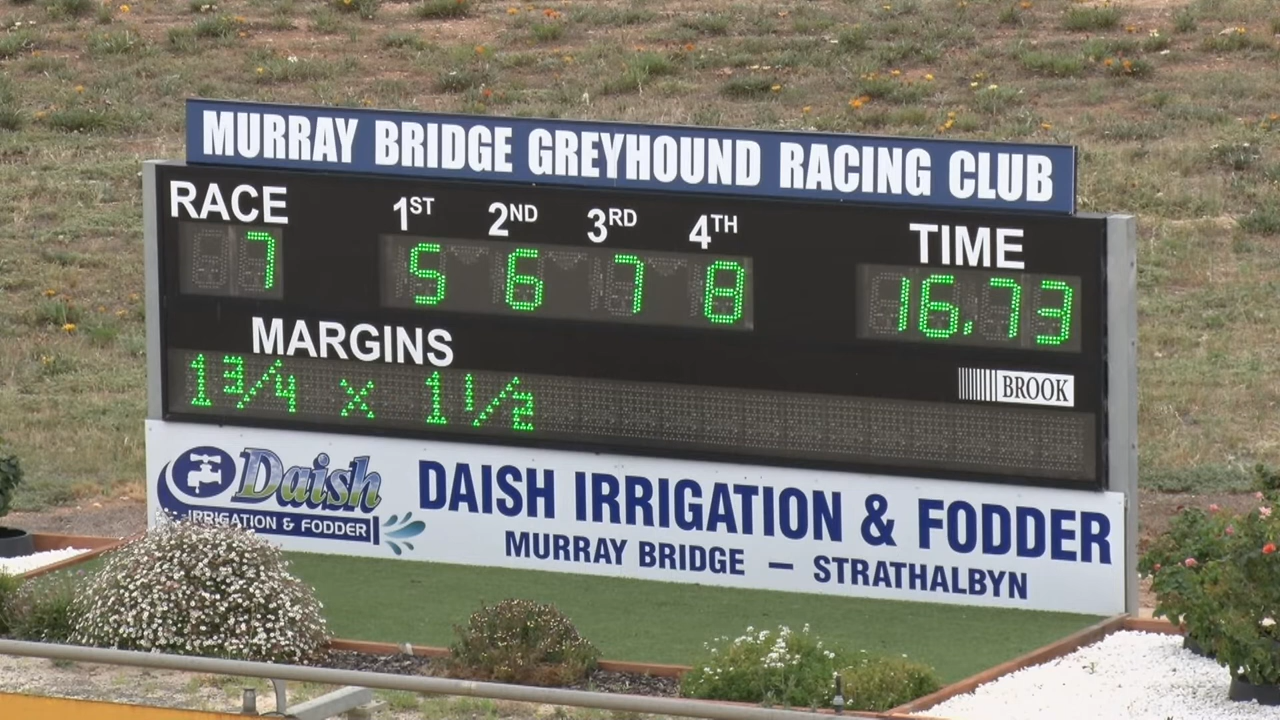 MURRAY BRIDGE GREYHOUND RACING CLUB
RACE 1ST 2ND 3RD 4TH TIME
7 5 6 7 8 16.73
MARGINS
1 3/4 x 1 1/2
BROOK
Daish
IRRIGATION & FODDER
DAISH IRRIGATION & FODDER
MURRAY BRIDGE — STRATHALBYN